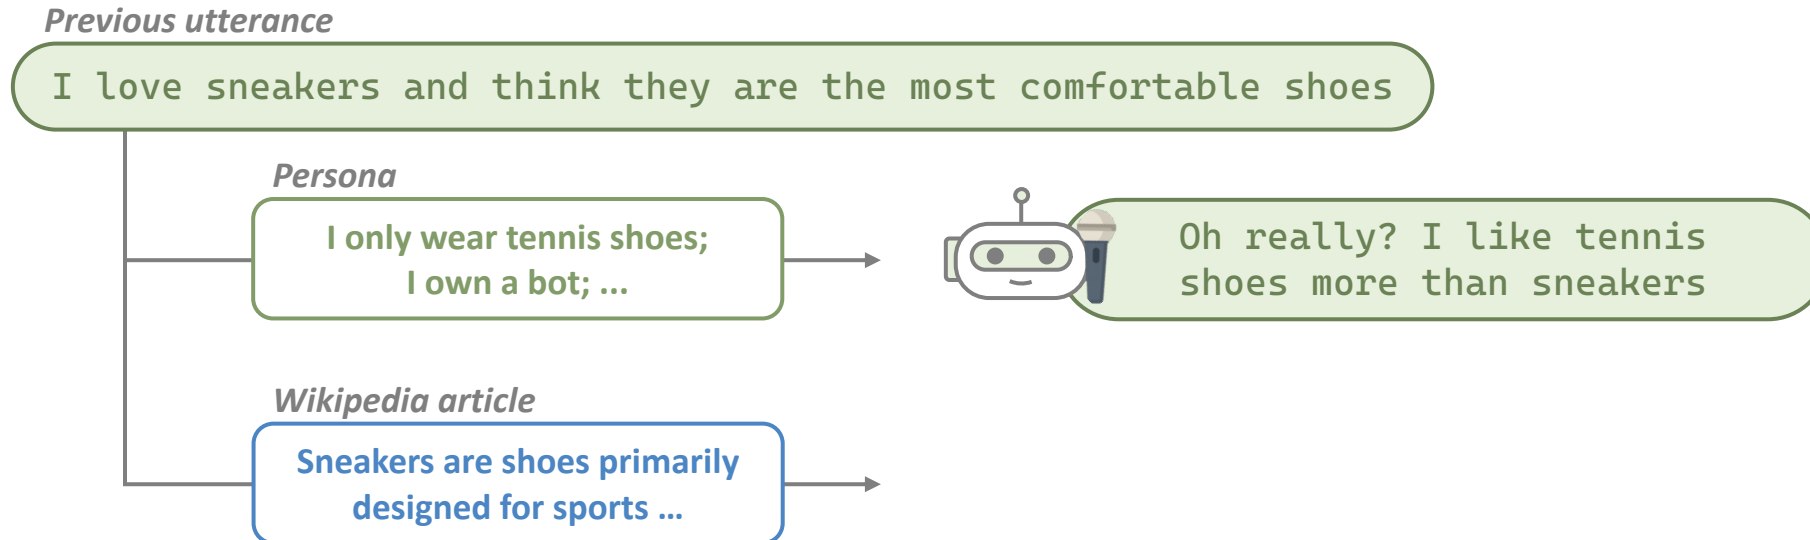 Previous utterance
I love sneakers and think they are the most comfortable shoes
Persona
I only wear tennis shoes;
I own a bot; ...
Oh really? I like tennis
shoes more than sneakers
Wikipedia article
Sneakers are shoes primarily
designed for sports ...